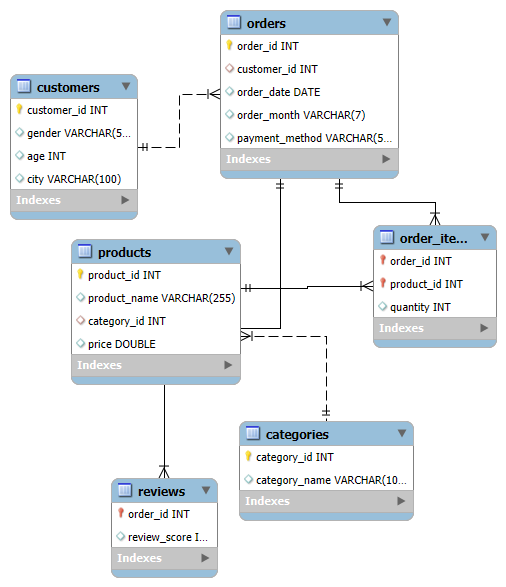 orders
order_id INT
customer_id INT
order_date DATE
order_month VARCHAR(7)
payment_method VARCHAR(5...
Indexes
customers
customer_id INT
gender VARCHAR(5...
age INT
city VARCHAR(100)
Indexes
order_ite...
order_id INT
product_id INT
quantity INT
Indexes
products
product_id INT
product_name VARCHAR(255)
category_id INT
price DOUBLE
Indexes
categories
category_id INT
category_name VARCHAR(10...
Indexes
reviews
order_id INT
review_score I...
Indexes